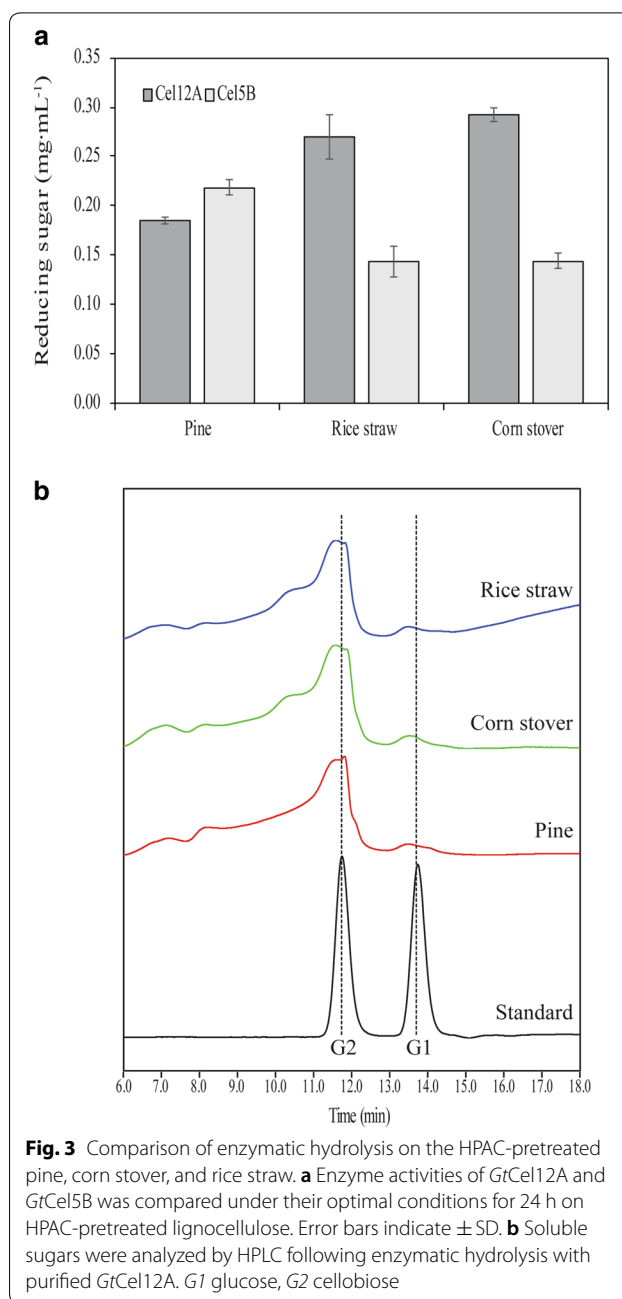 a
0.35
0.30
0.25
0.20
0.15
0.10
0.05
0.00
Reducing sugar (mg·mL⁻¹)
Cel12A Cel5B
Pine Rice straw Corn stover
b
Rice straw
Corn stover
Pine
Standard
G2 G1
6.0 7.0 8.0 9.0 10.0 11.0 12.0 13.0 14.0 15.0 16.0 17.0 18.0
Time (min)
Fig. 3 Comparison of enzymatic hydrolysis on the HPAC-pretreated
pine, corn stover, and rice straw. a Enzyme activities of GtCel12A and
GtCel5B was compared under their optimal conditions for 24 h on
HPAC-pretreated lignocellulose. Error bars indicate ± SD. b Soluble
sugars were analyzed by HPLC following enzymatic hydrolysis with
purified GtCel12A. G1 glucose, G2 cellobiose